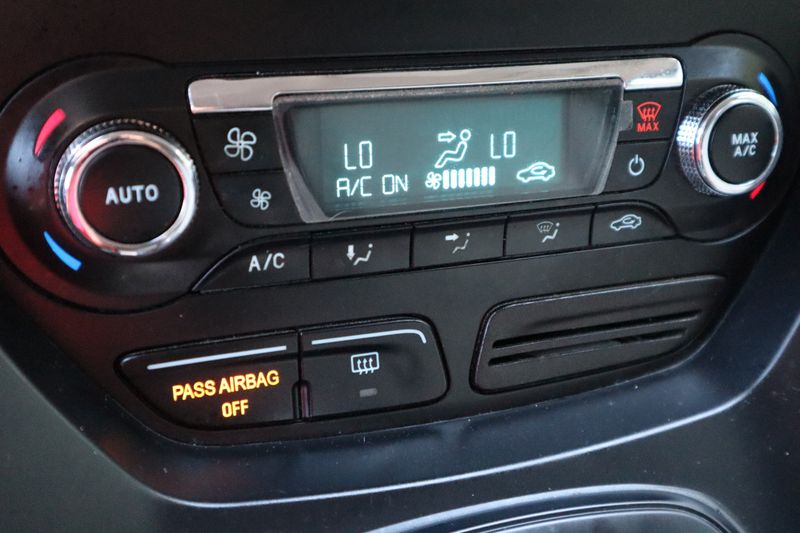 LO
LO
A/C ON
MAX
AUTO
MAX
A/C
A/C
PASS AIRBAG
OFF